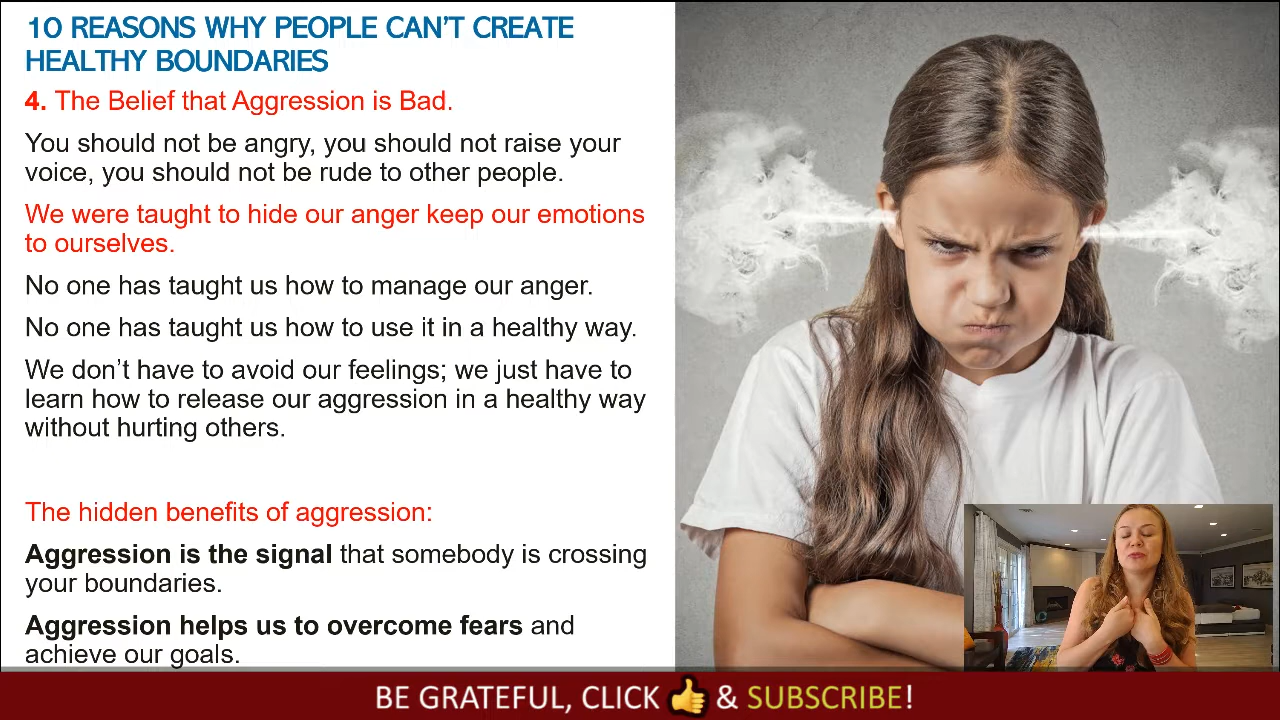 10 REASONS WHY PEOPLE CAN'T CREATE
HEALTHY BOUNDARIES
4. The Belief that Aggression is Bad.
You should not be angry, you should not raise your
voice, you should not be rude to other people.
We were taught to hide our anger keep our emotions
to ourselves.
No one has taught us how to manage our anger.
No one has taught us how to use it in a healthy way.
We don't have to avoid our feelings; we just have to
learn how to release our aggression in a healthy way
without hurting others.
The hidden benefits of aggression:
Aggression is the signal that somebody is crossing
your boundaries.
Aggression helps us to overcome fears and
achieve our goals.
BE GRATEFUL, CLICK 👍 & SUBSCRIBE!